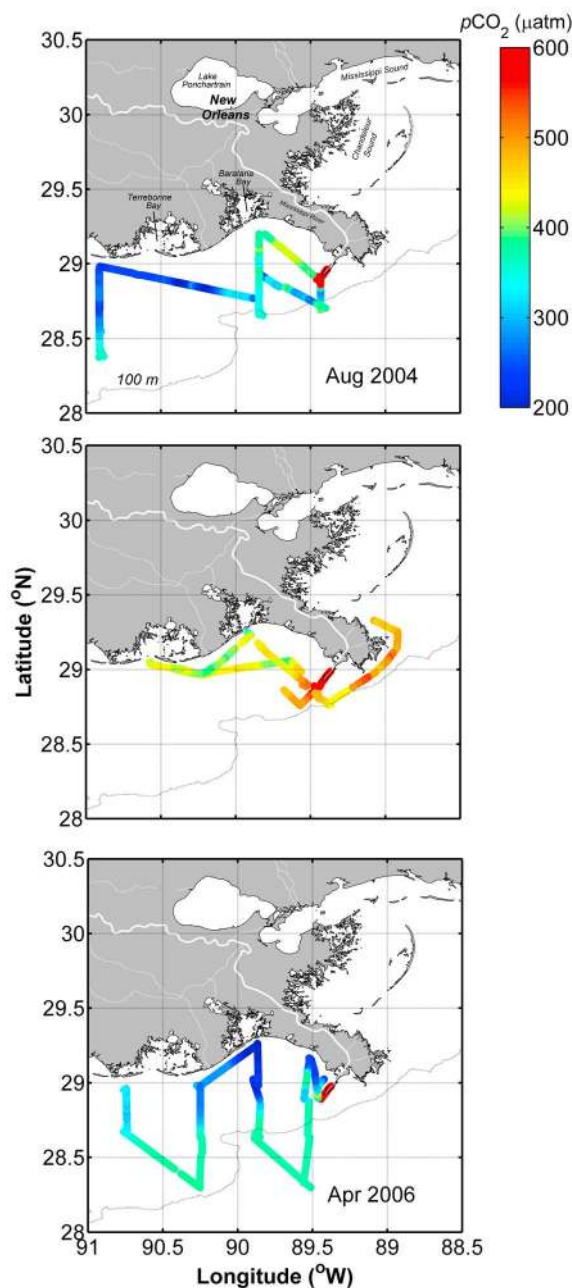 pCO2 (µatm)
30.5
30
29.5
29
28.5
28
Lake
Ponchartrain
New
Orleans
Mississippi Sound
Chandeleur
Sound
Barataria
Bay
Terrebonne
Bay
Mississippi River
100 m
Aug 2004
600
500
400
300
200
Latitude (°N)
30.5
30
29.5
29
28.5
28
30.5
30
29.5
29
28.5
28
Apr 2006
91 90.5 90 89.5 89 88.5
Longitude (°W)